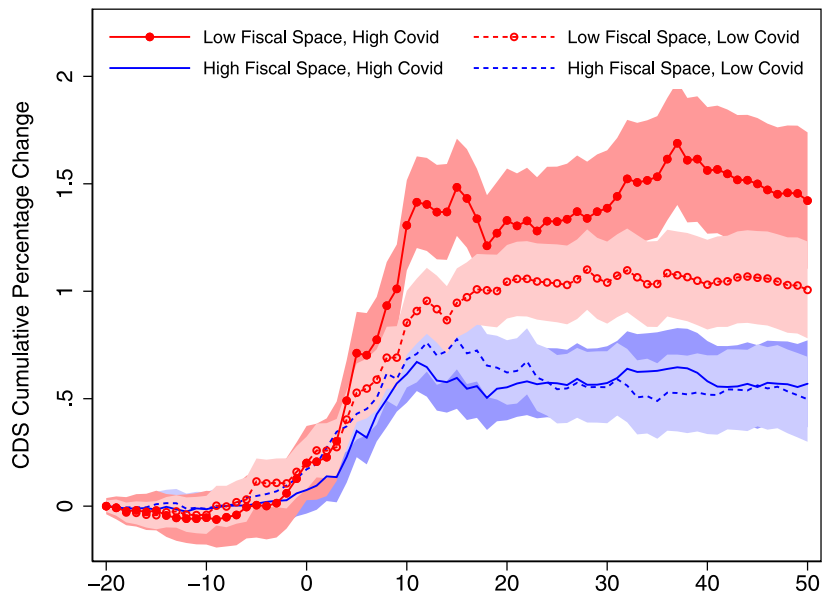 Low Fiscal Space, High Covid
Low Fiscal Space, Low Covid
High Fiscal Space, High Covid
High Fiscal Space, Low Covid
CDS Cumulative Percentage Change
2
1.5
1
.5
0
−20 −10 0 10 20 30 40 50